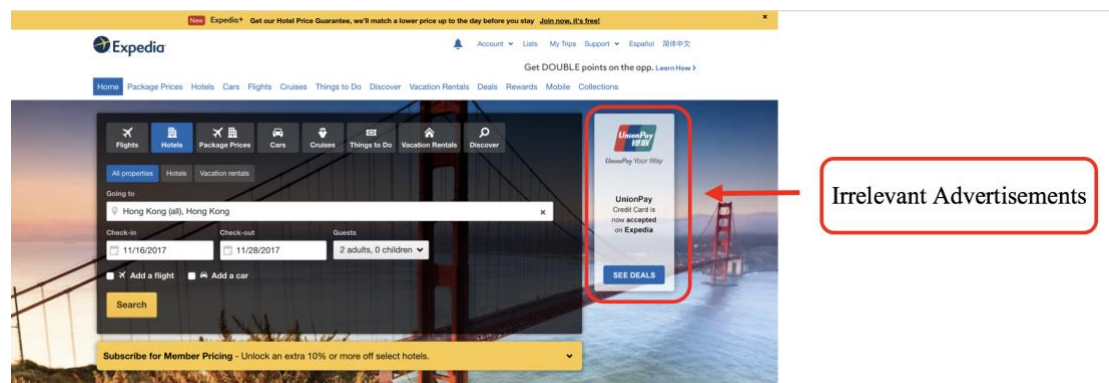 New Expedia+ Get our Hotel Price Guarantee, we'll match a lower price up to the day before you stay Join now, it's free! ×
Expedia
Account Lists My Trips Support Español 简体中文
Get DOUBLE points on the app. Learn How >
Home Package Prices Hotels Cars Flights Cruises Things to Do Discover Vacation Rentals Deals Rewards Mobile Collections
Flights Hotels Package Prices Cars Cruises Things to Do Vacation Rentals Discover
All properties Hotels Vacation rentals
Going to
Hong Kong (all), Hong Kong ×
Check-in Check-out Guests
11/16/2017 11/28/2017 2 adults, 0 children
Add a flight Add a car
Search
Subscribe for Member Pricing - Unlock an extra 10% or more off select hotels.
UnionPay
银联
UnionPay Your Way
UnionPay
Credit Card is
now accepted
on Expedia
SEE DEALS
Irrelevant Advertisements